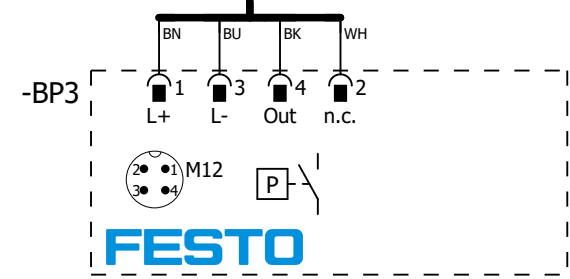 BN BU BK WH
-BP3
1 3 4 2
L+ L- Out n.c.
2 1 M12
3 4
P
FESTO